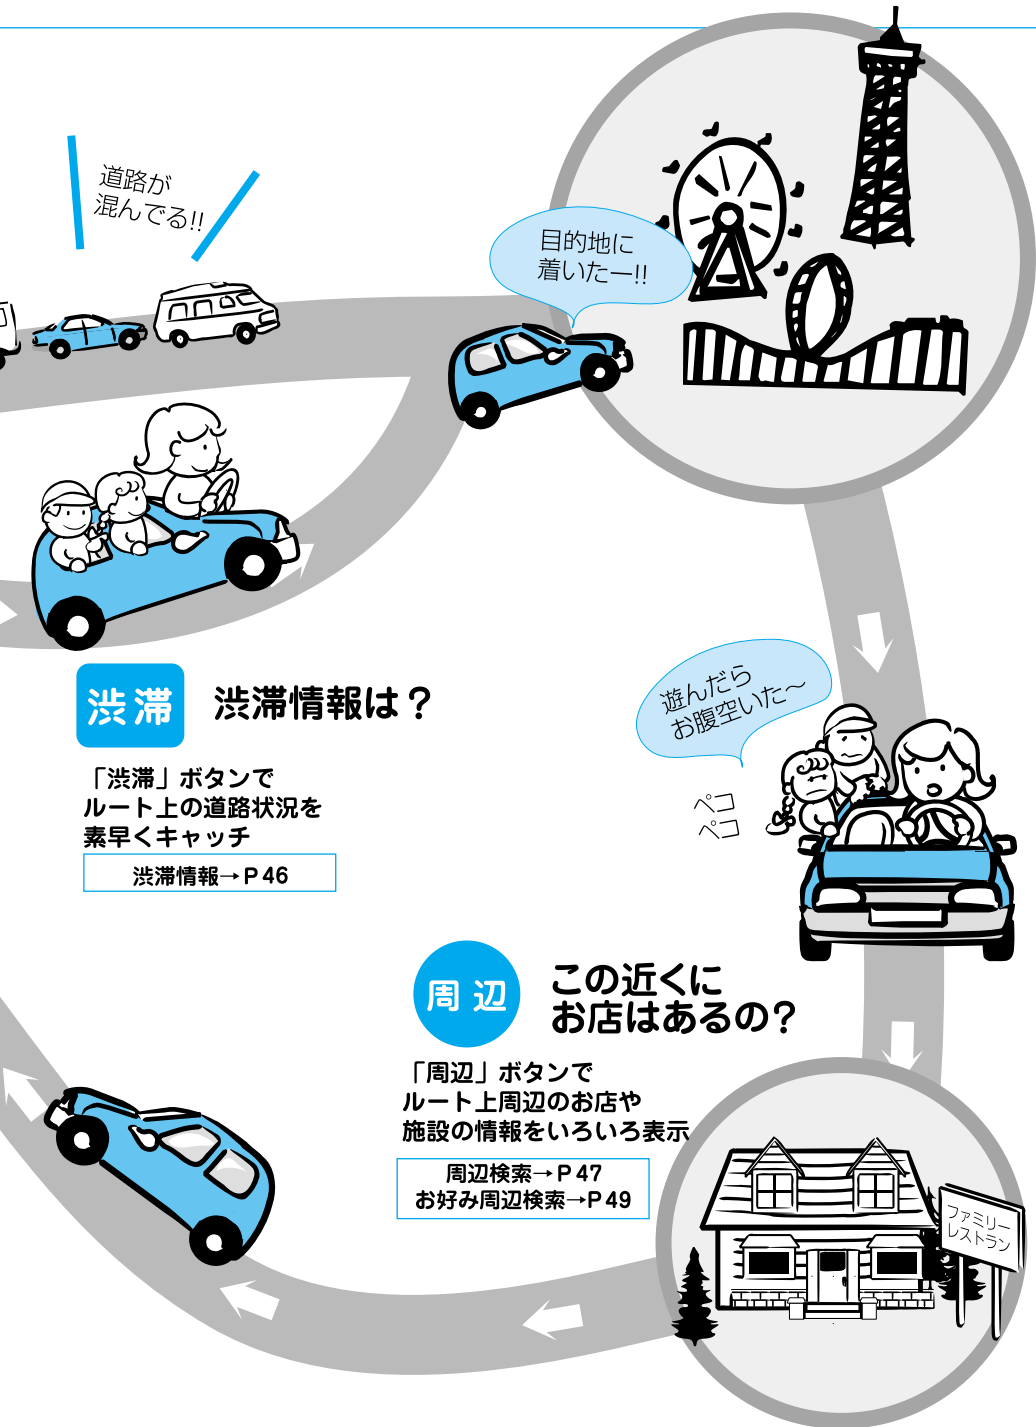 道路が
混んでる!!
目的地に
着いたー!!
渋滞
渋滞情報は？
「渋滞」ボタンで
ルート上の道路状況を
素早くキャッチ
渋滞情報→P46
遊んだら
お腹空いた〜
ペコ
ペコ
周辺
この近くに
お店はあるの？
「周辺」ボタンで
ルート上周辺のお店や
施設の情報をいろいろ表示
周辺検索→P47
お好み周辺検索→P49
ファミリー
レストラン